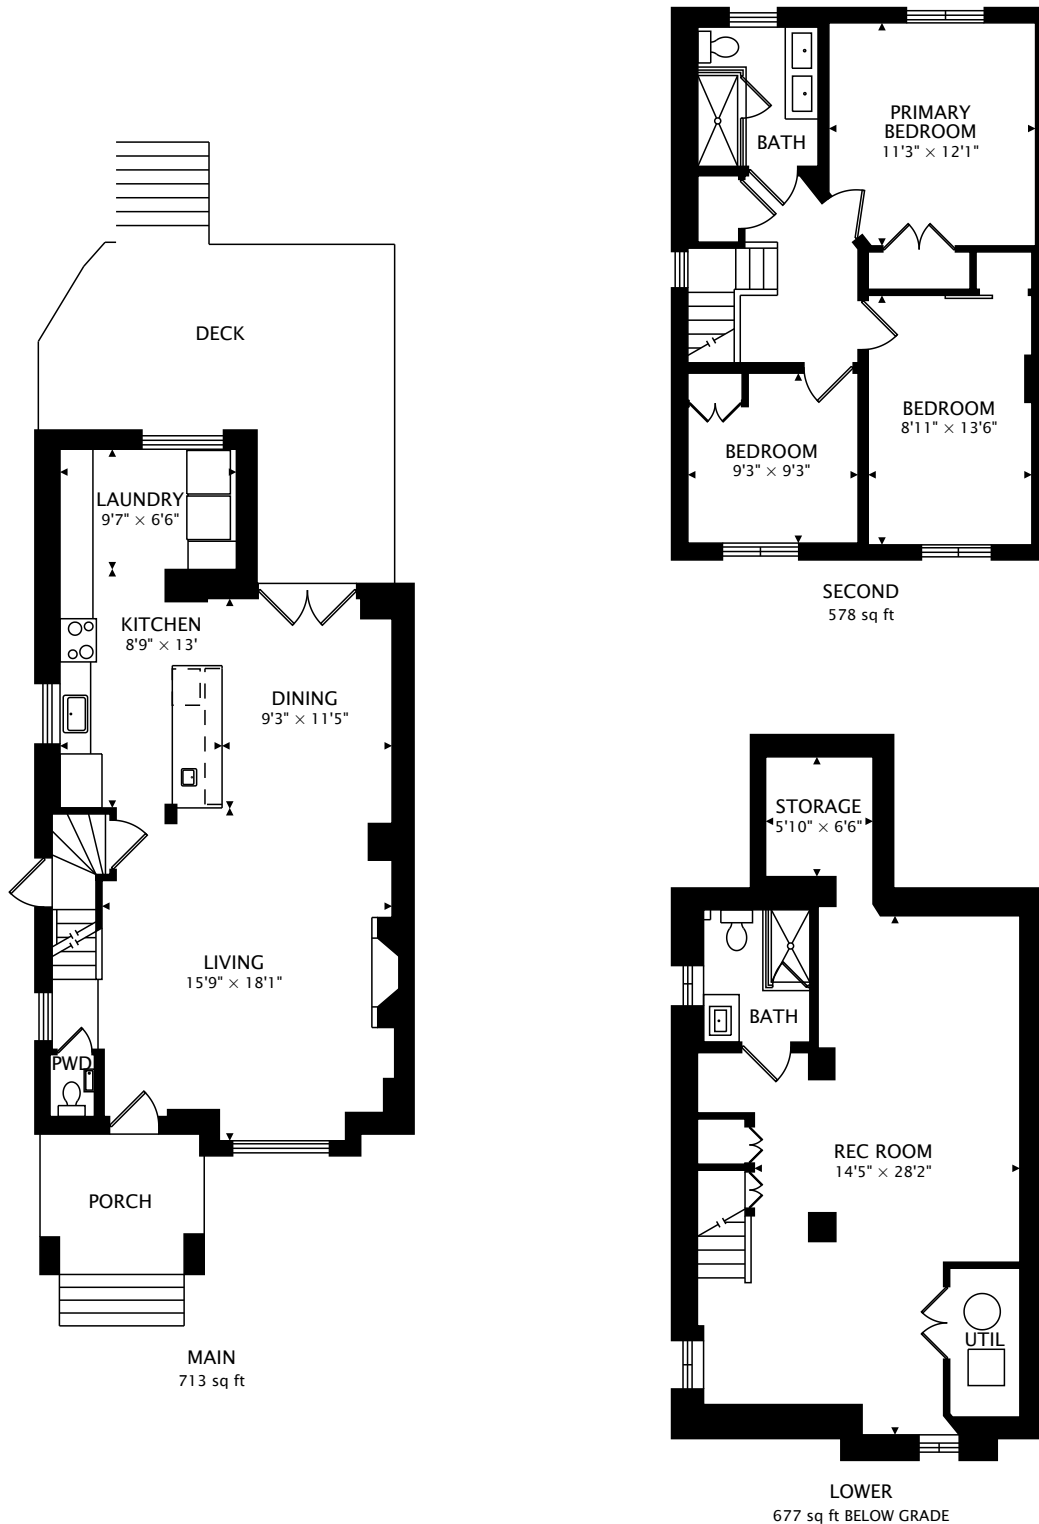 DECK
LAUNDRY
9'7" × 6'6"
KITCHEN
8'9" × 13'
DINING
9'3" × 11'5"
LIVING
15'9" × 18'1"
PWD
PORCH
MAIN
713 sq ft
BATH
PRIMARY
BEDROOM
11'3" × 12'1"
BEDROOM
8'11" × 13'6"
BEDROOM
9'3" × 9'3"
SECOND
578 sq ft
STORAGE
5'10" × 6'6"
BATH
REC ROOM
14'5" × 28'2"
UTIL
LOWER
677 sq ft BELOW GRADE